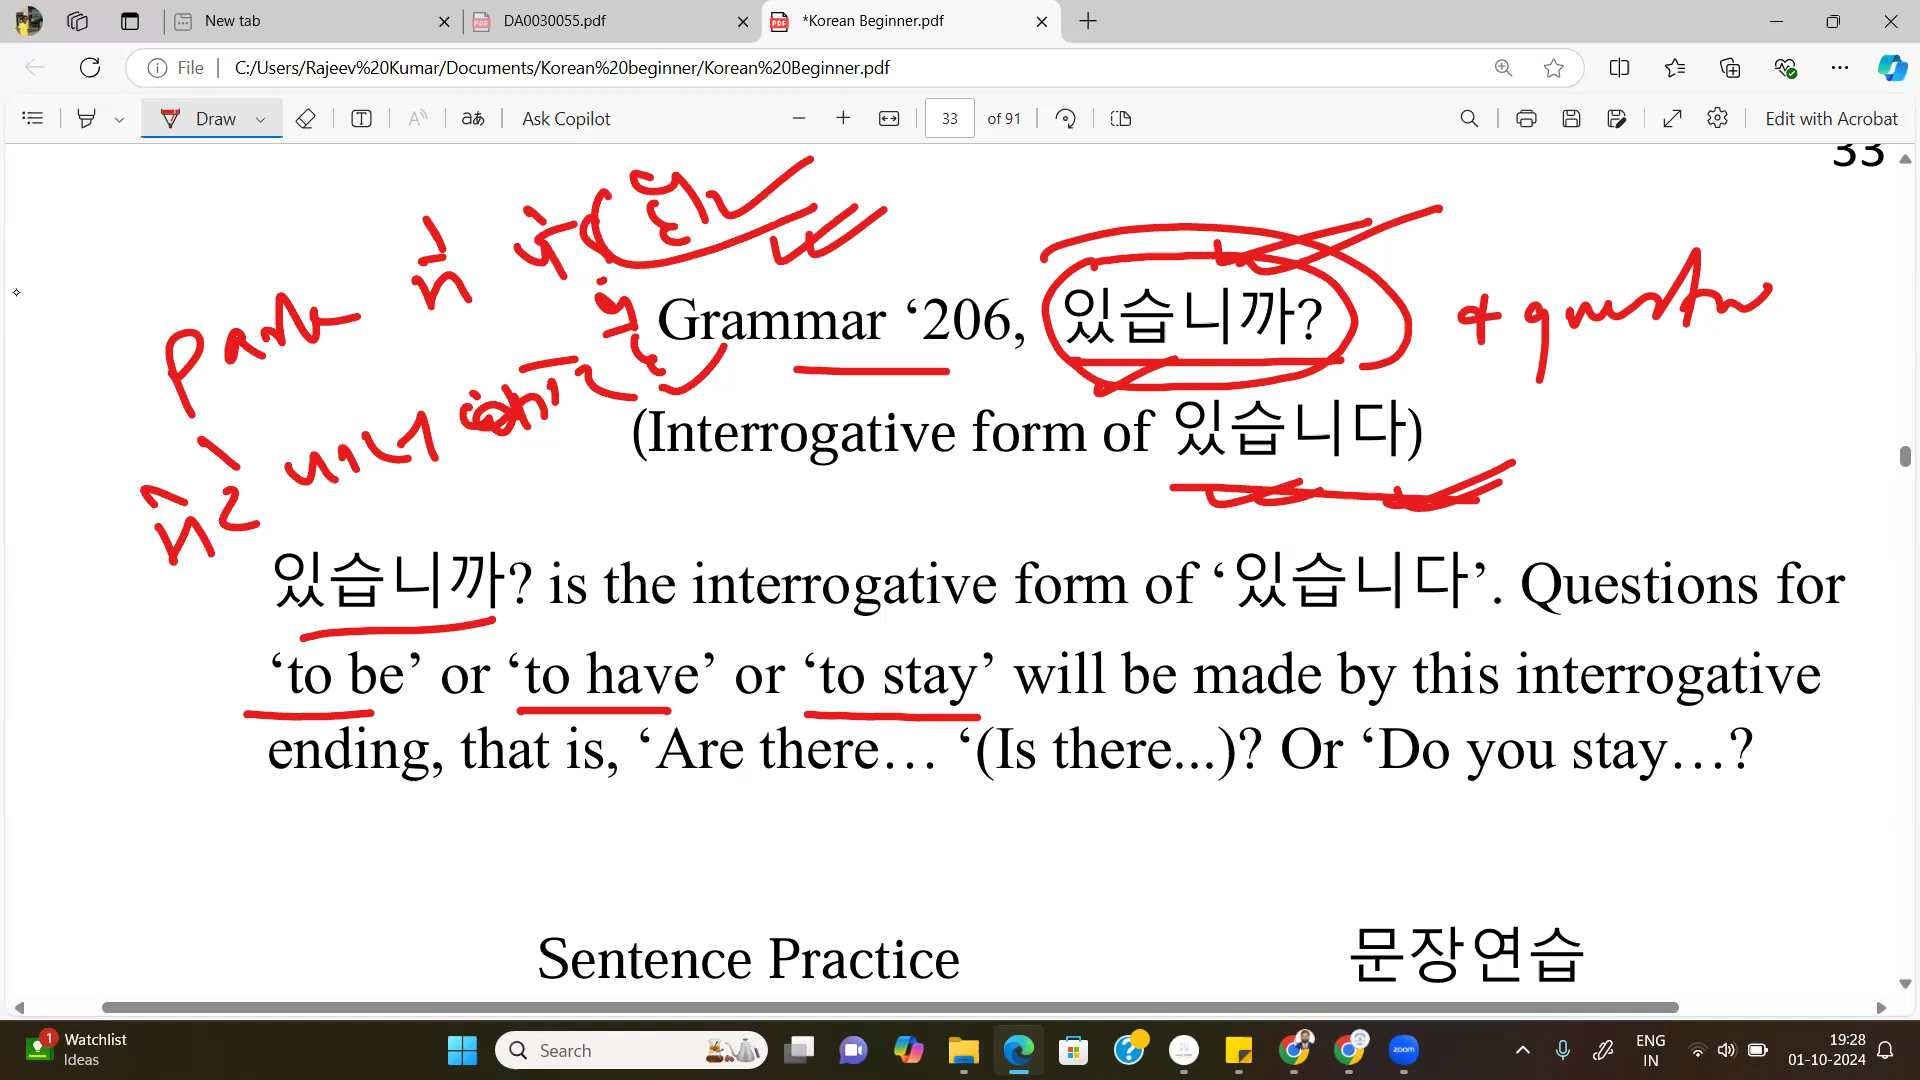 New tab
DA0030055.pdf
*Korean Beginner.pdf
File
C:/Users/Rajeev%20Kumar/Documents/Korean%20beginner/Korean%20Beginner.pdf
Draw
aあ
Ask Copilot
33
of 91
Edit with Acrobat
33
Grammar ‘206, 있습니까?
(Interrogative form of 있습니다)
있습니까? is the interrogative form of ‘있습니다’. Questions for
‘to be’ or ‘to have’ or ‘to stay’ will be made by this interrogative
ending, that is, ‘Are there… ‘(Is there...)? Or ‘Do you stay…?
Sentence Practice 문장연습
1
Watchlist
Ideas
Search
zoom
ENG
IN
19:28
01-10-2024